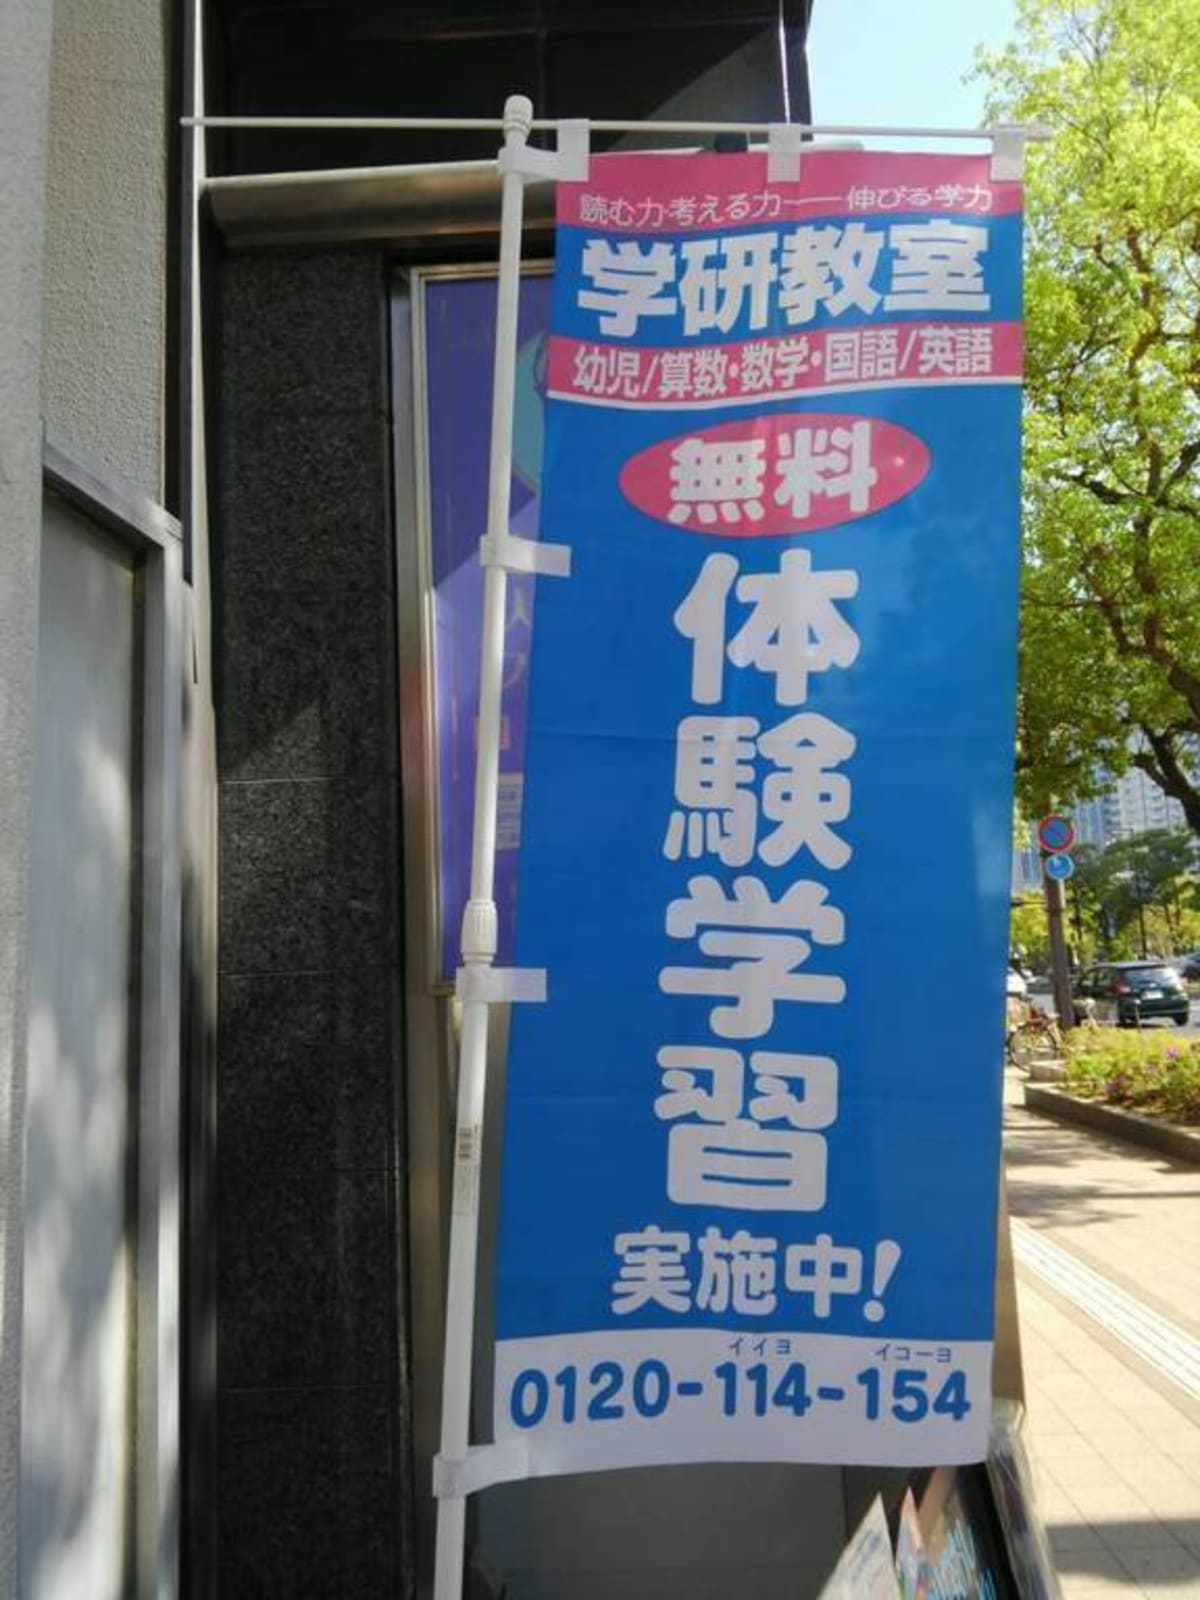 読む力・考える力──伸びる学力
学研教室
幼児/算数・数学・国語/英語
無料
体験学習
実施中!
イイヨ イコーヨ
0120-114-154